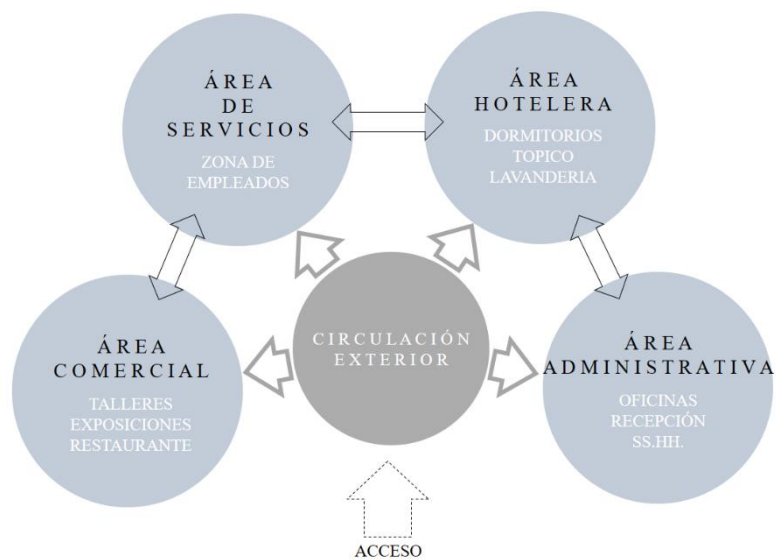 ÁREA
DE
SERVICIOS
ZONA DE
EMPLEADOS
ÁREA
HOTELERA
DORMITORIOS
TOPICO
LAVANDERIA
CIRCULACIÓN
EXTERIOR
ÁREA
COMERCIAL
TALLERES
EXPOSICIONES
RESTAURANTE
ÁREA
ADMINISTRATIVA
OFICINAS
RECEPCIÓN
SS.HH.
ACCESO